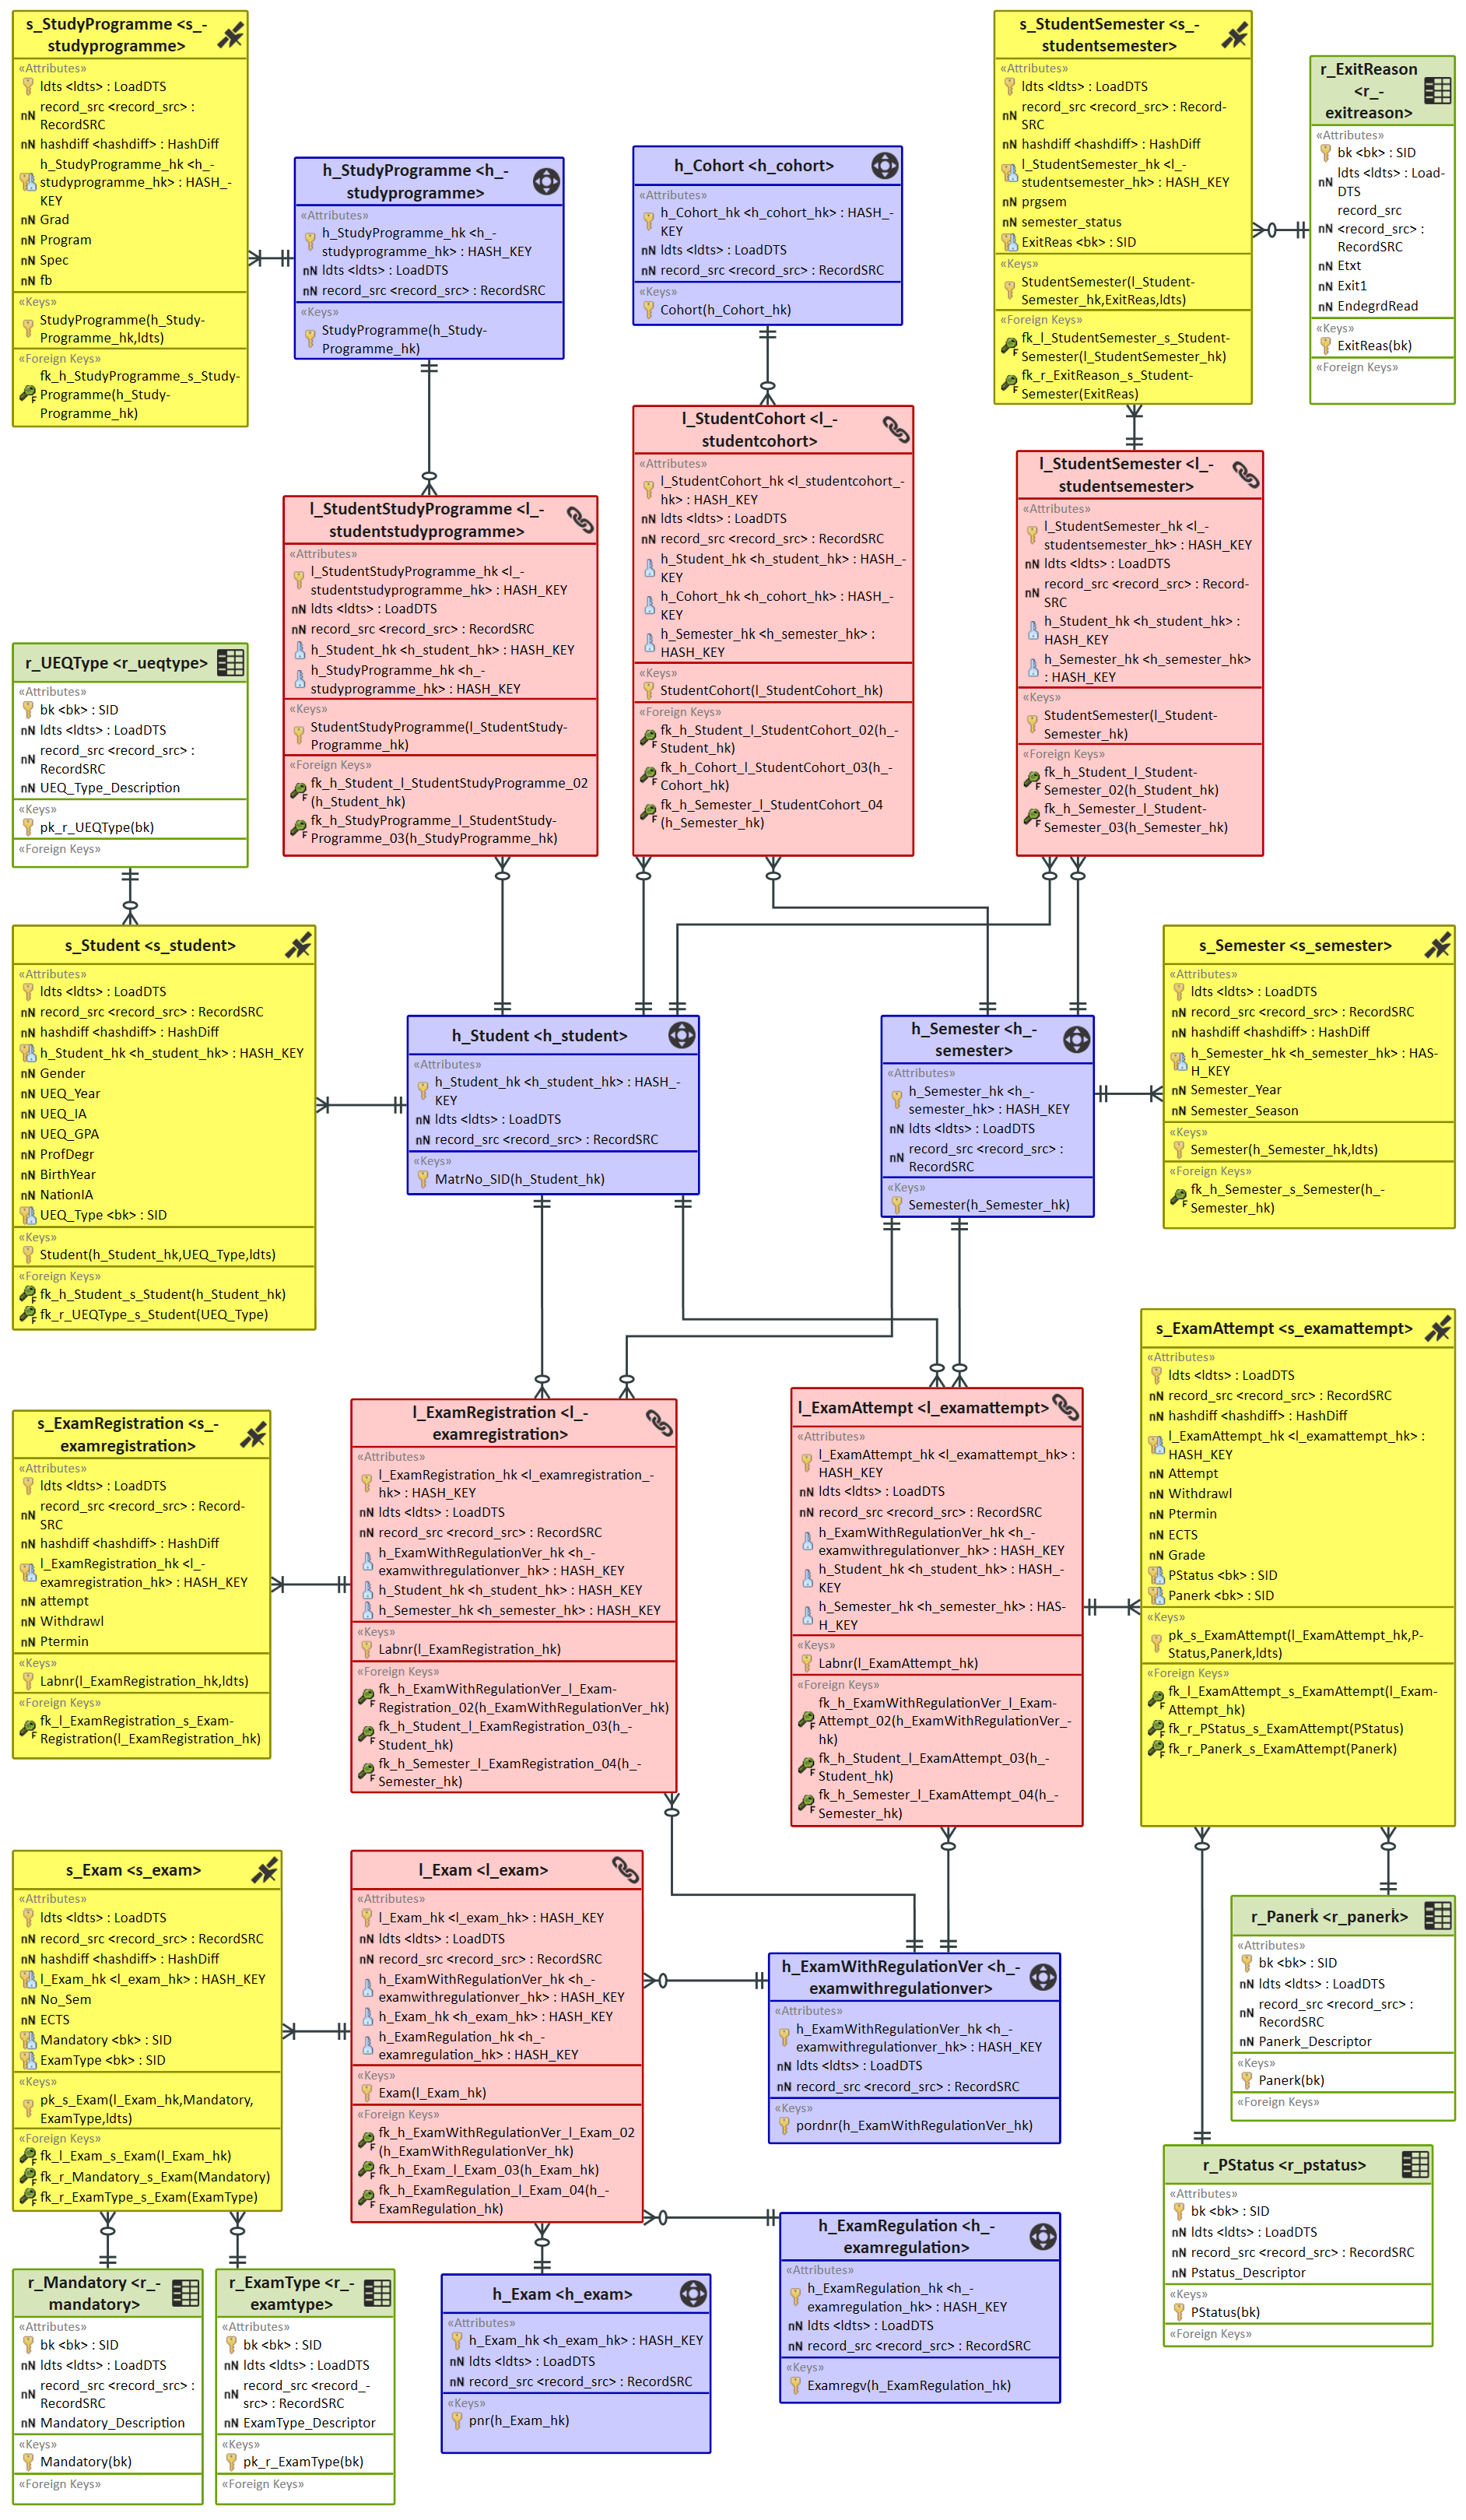 s_StudyProgramme <s_-
studyprogramme>
«Attributes»
ldts <ldts> : LoadDTS
nN record_src <record_src> :
RecordSRC
nN hashdiff <hashdiff> : HashDiff
h_StudyProgramme_hk <h_-
studyprogramme_hk> : HASH_-
KEY
nN Grad
nN Program
nN Spec
nN fb
«Keys»
StudyProgramme(h_Study-
Programme_hk,ldts)
«Foreign Keys»
fk_h_StudyProgramme_s_Study-
Programme(h_Study-
Programme_hk)
h_StudyProgramme <h_-
studyprogramme>
«Attributes»
h_StudyProgramme_hk <h_-
studyprogramme_hk> : HASH_KEY
nN ldts <ldts> : LoadDTS
nN record_src <record_src> : RecordSRC
«Keys»
StudyProgramme(h_Study-
Programme_hk)
h_Cohort <h_cohort>
«Attributes»
h_Cohort_hk <h_cohort_hk> : HASH_-
KEY
nN ldts <ldts> : LoadDTS
nN record_src <record_src> : RecordSRC
«Keys»
Cohort(h_Cohort_hk)
s_StudentSemester <s_-
studentsemester>
«Attributes»
ldts <ldts> : LoadDTS
nN record_src <record_src> : Record-
SRC
nN hashdiff <hashdiff> : HashDiff
l_StudentSemester_hk <l_-
studentsemester_hk> : HASH_KEY
nN prgsem
nN semester_status
ExitReas <bk> : SID
«Keys»
StudentSemester(l_Student-
Semester_hk,ExitReas,ldts)
«Foreign Keys»
fk_l_StudentSemester_s_Student-
Semester(l_StudentSemester_hk)
fk_r_ExitReason_s_Student-
Semester(ExitReas)
r_ExitReason
<r_-
exitreason>
«Attributes»
bk <bk> : SID
nN ldts <ldts> : Load-
DTS
record_src
nN <record_src> :
RecordSRC
nN Etxt
nN Exit1
nN EndegrdRead
«Keys»
ExitReas(bk)
«Foreign Keys»
l_StudentStudyProgramme <l_-
studentstudyprogramme>
«Attributes»
l_StudentStudyProgramme_hk <l_-
studentstudyprogramme_hk> : HASH_KEY
nN ldts <ldts> : LoadDTS
nN record_src <record_src> : RecordSRC
h_Student_hk <h_student_hk> : HASH_KEY
h_StudyProgramme_hk <h_-
studyprogramme_hk> : HASH_KEY
«Keys»
StudentStudyProgramme(l_StudentStudy-
Programme_hk)
«Foreign Keys»
fk_h_Student_l_StudentStudyProgramme_02
(h_Student_hk)
fk_h_StudyProgramme_l_StudentStudy-
Programme_03(h_StudyProgramme_hk)
l_StudentCohort <l_-
studentcohort>
«Attributes»
l_StudentCohort_hk <l_studentcohort_-
hk> : HASH_KEY
nN ldts <ldts> : LoadDTS
nN record_src <record_src> : RecordSRC
h_Student_hk <h_student_hk> : HASH_-
KEY
h_Cohort_hk <h_cohort_hk> : HASH_-
KEY
h_Semester_hk <h_semester_hk> :
HASH_KEY
«Keys»
StudentCohort(l_StudentCohort_hk)
«Foreign Keys»
fk_h_Student_l_StudentCohort_02(h_-
Student_hk)
fk_h_Cohort_l_StudentCohort_03(h_-
Cohort_hk)
fk_h_Semester_l_StudentCohort_04
(h_Semester_hk)
l_StudentSemester <l_-
studentsemester>
«Attributes»
l_StudentSemester_hk <l_-
studentsemester_hk> : HASH_KEY
nN ldts <ldts> : LoadDTS
nN record_src <record_src> : Record-
SRC
h_Student_hk <h_student_hk> :
HASH_KEY
h_Semester_hk <h_semester_hk>
: HASH_KEY
«Keys»
StudentSemester(l_Student-
Semester_hk)
«Foreign Keys»
fk_h_Student_l_Student-
Semester_02(h_Student_hk)
fk_h_Semester_l_Student-
Semester_03(h_Semester_hk)
r_UEQType <r_ueqtype>
«Attributes»
bk <bk> : SID
nN ldts <ldts> : LoadDTS
nN record_src <record_src> :
RecordSRC
nN UEQ_Type_Description
«Keys»
pk_r_UEQType(bk)
«Foreign Keys»
s_Student <s_student>
«Attributes»
ldts <ldts> : LoadDTS
nN record_src <record_src> : RecordSRC
nN hashdiff <hashdiff> : HashDiff
h_Student_hk <h_student_hk> : HASH_KEY
nN Gender
nN UEQ_Year
nN UEQ_IA
nN UEQ_GPA
nN ProfDegr
nN BirthYear
nN NationIA
UEQ_Type <bk> : SID
«Keys»
Student(h_Student_hk,UEQ_Type,ldts)
«Foreign Keys»
fk_h_Student_s_Student(h_Student_hk)
fk_r_UEQType_s_Student(UEQ_Type)
h_Student <h_student>
«Attributes»
h_Student_hk <h_student_hk> : HASH_-
KEY
nN ldts <ldts> : LoadDTS
nN record_src <record_src> : RecordSRC
«Keys»
MatrNo_SID(h_Student_hk)
h_Semester <h_-
semester>
«Attributes»
h_Semester_hk <h_-
semester_hk> : HASH_KEY
nN ldts <ldts> : LoadDTS
nN record_src <record_src> :
RecordSRC
«Keys»
Semester(h_Semester_hk)
s_Semester <s_semester>
«Attributes»
ldts <ldts> : LoadDTS
nN record_src <record_src> : RecordSRC
nN hashdiff <hashdiff> : HashDiff
h_Semester_hk <h_semester_hk> : HAS-
H_KEY
nN Semester_Year
nN Semester_Season
«Keys»
Semester(h_Semester_hk,ldts)
«Foreign Keys»
fk_h_Semester_s_Semester(h_-
Semester_hk)
s_ExamRegistration <s_-
examregistration>
«Attributes»
ldts <ldts> : LoadDTS
nN record_src <record_src> : Record-
SRC
nN hashdiff <hashdiff> : HashDiff
l_ExamRegistration_hk <l_-
examregistration_hk> : HASH_KEY
nN attempt
nN Withdrawl
nN Ptermin
«Keys»
Labnr(l_ExamRegistration_hk,ldts)
«Foreign Keys»
fk_l_ExamRegistration_s_Exam-
Registration(l_ExamRegistration_hk)
l_ExamRegistration <l_-
examregistration>
«Attributes»
l_ExamRegistration_hk <l_examregistration_-
hk> : HASH_KEY
nN ldts <ldts> : LoadDTS
nN record_src <record_src> : RecordSRC
h_ExamWithRegulationVer_hk <h_-
examwithregulationver_hk> : HASH_KEY
h_Student_hk <h_student_hk> : HASH_KEY
h_Semester_hk <h_semester_hk> : HASH_KEY
«Keys»
Labnr(l_ExamRegistration_hk)
«Foreign Keys»
fk_h_ExamWithRegulationVer_l_Exam-
Registration_02(h_ExamWithRegulationVer_hk)
fk_h_Student_l_ExamRegistration_03(h_-
Student_hk)
fk_h_Semester_l_ExamRegistration_04(h_-
Semester_hk)
l_ExamAttempt <l_examattempt>
«Attributes»
l_ExamAttempt_hk <l_examattempt_hk> :
HASH_KEY
nN ldts <ldts> : LoadDTS
nN record_src <record_src> : RecordSRC
h_ExamWithRegulationVer_hk <h_-
examwithregulationver_hk> : HASH_KEY
h_Student_hk <h_student_hk> : HASH_-
KEY
h_Semester_hk <h_semester_hk> : HAS-
H_KEY
«Keys»
Labnr(l_ExamAttempt_hk)
«Foreign Keys»
fk_h_ExamWithRegulationVer_l_Exam-
Attempt_02(h_ExamWithRegulationVer_-
hk)
fk_h_Student_l_ExamAttempt_03(h_-
Student_hk)
fk_h_Semester_l_ExamAttempt_04(h_-
Semester_hk)
s_ExamAttempt <s_examattempt>
«Attributes»
ldts <ldts> : LoadDTS
nN record_src <record_src> : RecordSRC
nN hashdiff <hashdiff> : HashDiff
l_ExamAttempt_hk <l_examattempt_hk> :
HASH_KEY
nN Attempt
nN Withdrawl
nN Ptermin
nN ECTS
nN Grade
PStatus <bk> : SID
Panerk <bk> : SID
«Keys»
pk_s_ExamAttempt(l_ExamAttempt_hk,P-
Status,Panerk,ldts)
«Foreign Keys»
fk_l_ExamAttempt_s_ExamAttempt(l_Exam-
Attempt_hk)
fk_r_PStatus_s_ExamAttempt(PStatus)
fk_r_Panerk_s_ExamAttempt(Panerk)
s_Exam <s_exam>
«Attributes»
ldts <ldts> : LoadDTS
nN record_src <record_src> : RecordSRC
nN hashdiff <hashdiff> : HashDiff
l_Exam_hk <l_exam_hk> : HASH_KEY
nN No_Sem
nN ECTS
Mandatory <bk> : SID
ExamType <bk> : SID
«Keys»
pk_s_Exam(l_Exam_hk,Mandatory,
ExamType,ldts)
«Foreign Keys»
fk_l_Exam_s_Exam(l_Exam_hk)
fk_r_Mandatory_s_Exam(Mandatory)
fk_r_ExamType_s_Exam(ExamType)
l_Exam <l_exam>
«Attributes»
l_Exam_hk <l_exam_hk> : HASH_KEY
nN ldts <ldts> : LoadDTS
nN record_src <record_src> : RecordSRC
h_ExamWithRegulationVer_hk <h_-
examwithregulationver_hk> : HASH_KEY
h_Exam_hk <h_exam_hk> : HASH_KEY
h_ExamRegulation_hk <h_-
examregulation_hk> : HASH_KEY
«Keys»
Exam(l_Exam_hk)
«Foreign Keys»
fk_h_ExamWithRegulationVer_l_Exam_02
(h_ExamWithRegulationVer_hk)
fk_h_Exam_l_Exam_03(h_Exam_hk)
fk_h_ExamRegulation_l_Exam_04(h_-
ExamRegulation_hk)
h_ExamWithRegulationVer <h_-
examwithregulationver>
«Attributes»
h_ExamWithRegulationVer_hk <h_-
examwithregulationver_hk> : HASH_KEY
nN ldts <ldts> : LoadDTS
nN record_src <record_src> : RecordSRC
«Keys»
pordnr(h_ExamWithRegulationVer_hk)
r_Panerk <r_panerk>
«Attributes»
bk <bk> : SID
nN ldts <ldts> : LoadDTS
nN record_src <record_src> :
RecordSRC
nN Panerk_Descriptor
«Keys»
Panerk(bk)
«Foreign Keys»
r_PStatus <r_pstatus>
«Attributes»
bk <bk> : SID
nN ldts <ldts> : LoadDTS
nN record_src <record_src> : RecordSRC
nN Pstatus_Descriptor
«Keys»
PStatus(bk)
«Foreign Keys»
h_ExamRegulation <h_-
examregulation>
«Attributes»
h_ExamRegulation_hk <h_-
examregulation_hk> : HASH_KEY
nN ldts <ldts> : LoadDTS
nN record_src <record_src> : RecordSRC
«Keys»
Examregv(h_ExamRegulation_hk)
r_Mandatory <r_-
mandatory>
«Attributes»
bk <bk> : SID
nN ldts <ldts> : LoadDTS
nN record_src <record_src> :
RecordSRC
nN Mandatory_Description
«Keys»
Mandatory(bk)
«Foreign Keys»
r_ExamType <r_-
examtype>
«Attributes»
bk <bk> : SID
nN ldts <ldts> : LoadDTS
nN record_src <record_-
src> : RecordSRC
nN ExamType_Descriptor
«Keys»
pk_r_ExamType(bk)
«Foreign Keys»
h_Exam <h_exam>
«Attributes»
h_Exam_hk <h_exam_hk> : HASH_KEY
nN ldts <ldts> : LoadDTS
nN record_src <record_src> : RecordSRC
«Keys»
pnr(h_Exam_hk)